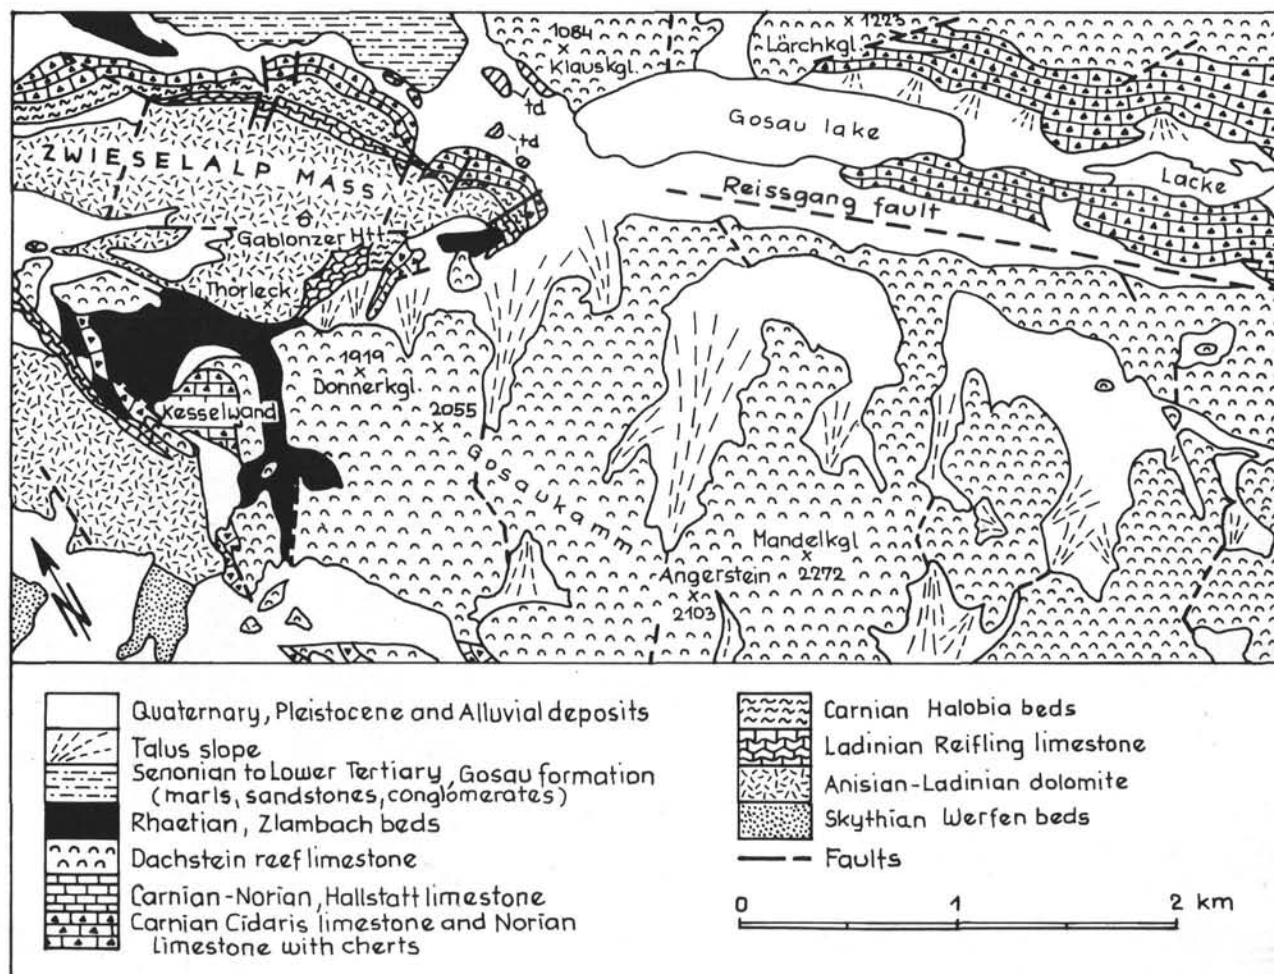 1223
1084
Klauskgl.
Lärchkgl.
td
Gosau lake
td
ZWIESELALP MASS
Lacke
Reissgang fault
Gablonzer Htt.
Thorleck
1919
Donnerkgl.
2055
Kesselwand
Gosaukamm
Mandelkgl
2272
Angerstein
2103
N
Quaternary, Pleistocene and Alluvial deposits
Talus slope
Senonian to Lower Tertiary, Gosau formation
(marls, sandstones, conglomerates)
Rhaetian, Zlambach beds
Dachstein reef limestone
Carnian-Norian, Hallstatt limestone
Carnian Cidaris limestone and Norian
limestone with cherts
Carnian Halobia beds
Ladinian Reifling limestone
Anisian-Ladinian dolomite
Skythian Werfen beds
Faults
0 1 2 km